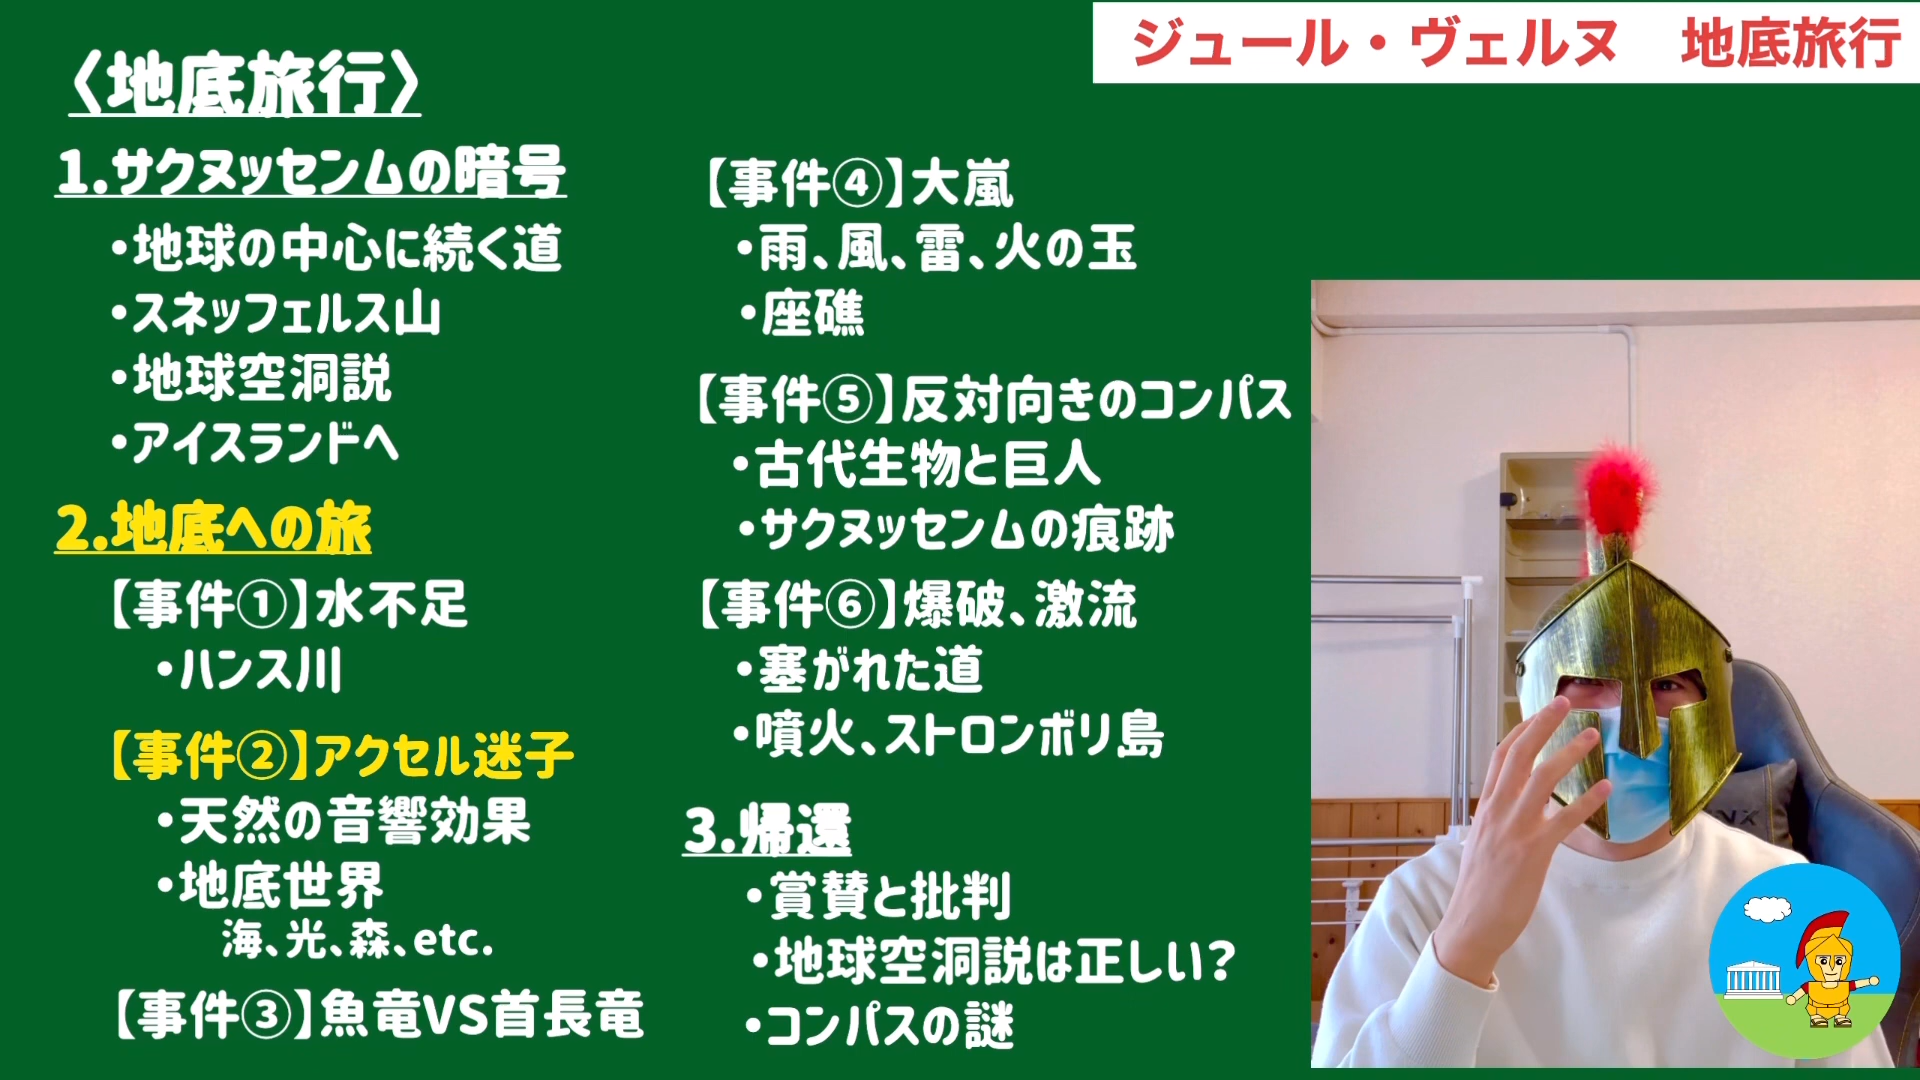 ジュール・ヴェルヌ　地底旅行
〈地底旅行〉
1.サクヌッセンムの暗号
・地球の中心に続く道
・スネッフェルス山
・地球空洞説
・アイスランドへ
2.地底への旅
【事件①】水不足
・ハンス川
【事件②】アクセル迷子
・天然の音響効果
・地底世界
海、光、森、etc.
【事件③】魚竜VS首長竜
【事件④】大嵐
・雨、風、雷、火の玉
・座礁
【事件⑤】反対向きのコンパス
・古代生物と巨人
・サクヌッセンムの痕跡
【事件⑥】爆破、激流
・塞がれた道
・噴火、ストロンボリ島
3.帰還
・賞賛と批判
・地球空洞説は正しい？
・コンパスの謎